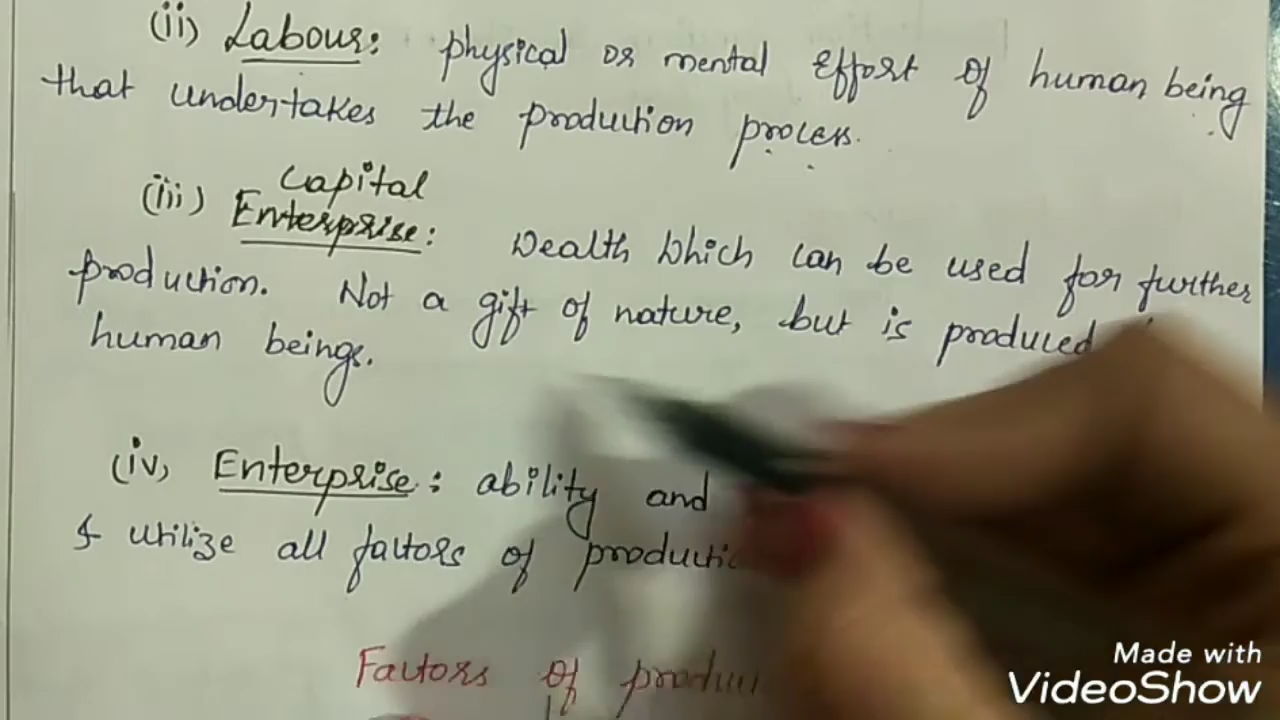 (ii) Labour: physical or mental effort of human being
that undertakes the production process.
Capital
(iii) Enterprise: Wealth which can be used for further
production. Not a gift of nature, but is produced
human beings.
(iv) Enterprise: ability and
& utilize all factors of
Factors of
Made with
VideoShow